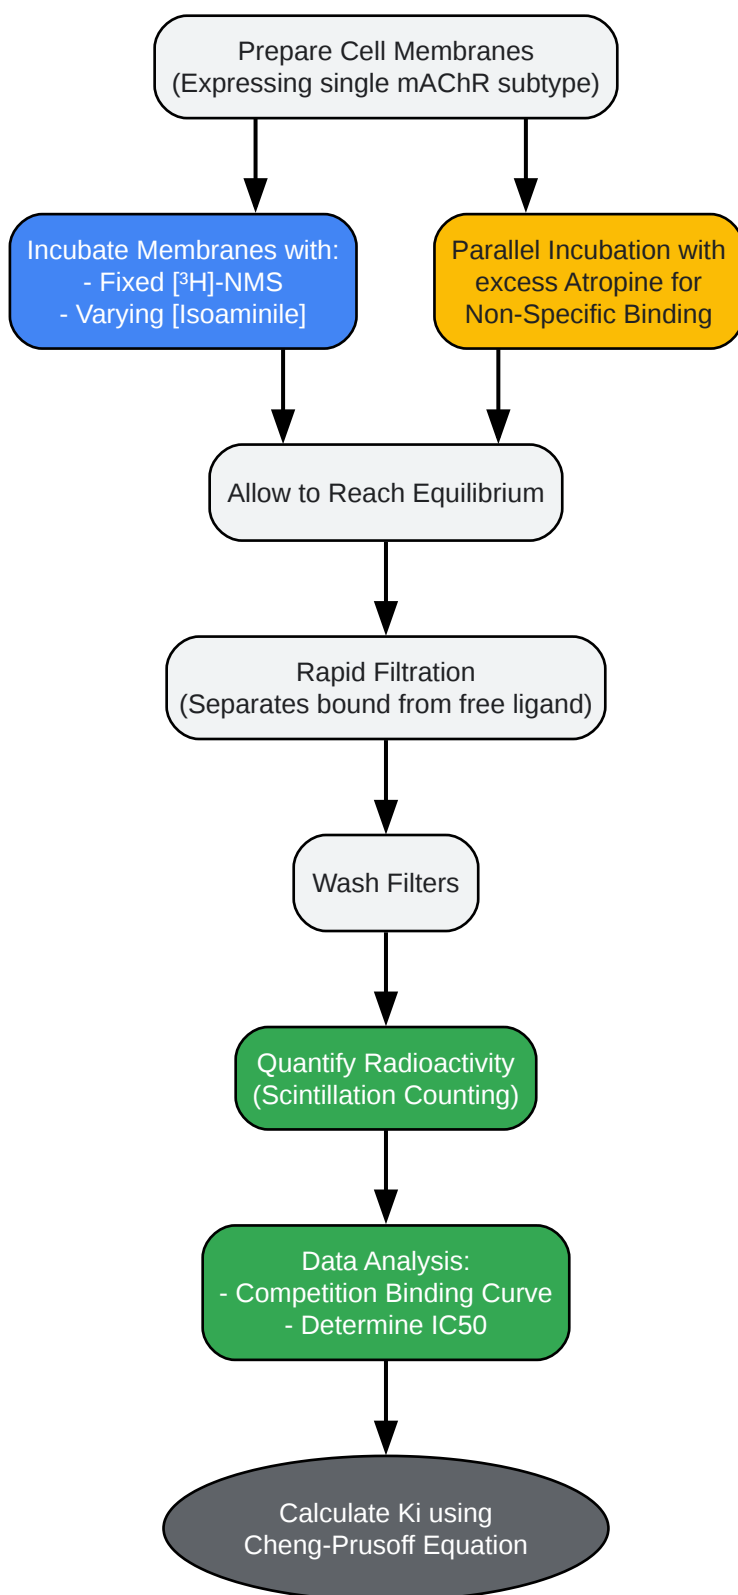 Prepare Cell Membranes
(Expressing single mAChR subtype)
Incubate Membranes with:
- Fixed [³H]-NMS
- Varying [Isoaminile]
Parallel Incubation with
excess Atropine for
Non-Specific Binding
Allow to Reach Equilibrium
Rapid Filtration
(Separates bound from free ligand)
Wash Filters
Quantify Radioactivity
(Scintillation Counting)
Data Analysis:
- Competition Binding Curve
- Determine IC50
Calculate Ki using
Cheng-Prusoff Equation